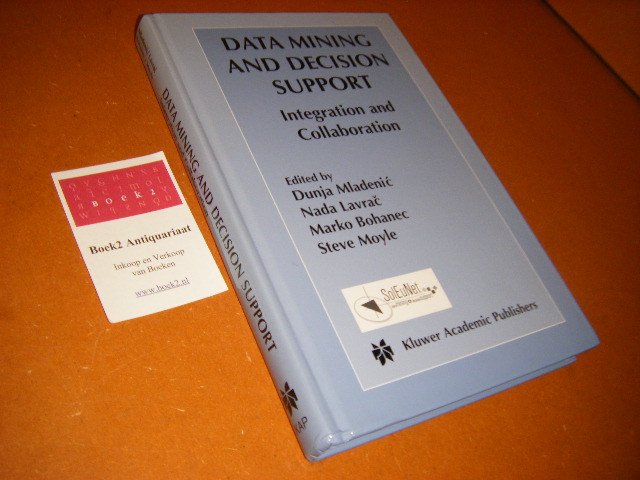 DATA MINING
AND DECISION
SUPPORT
Integration and
Collaboration
Edited by
Dunja Mladenić
Nada Lavrač
Marko Bohanec
Steve Moyle
SolEuNet
Kluwer Academic Publishers
DATA MINING AND DECISION SUPPORT
KAP
Boek2
Boek2 Antiquariaat
Inkoop en Verkoop
van Boeken
www.boek2.nl